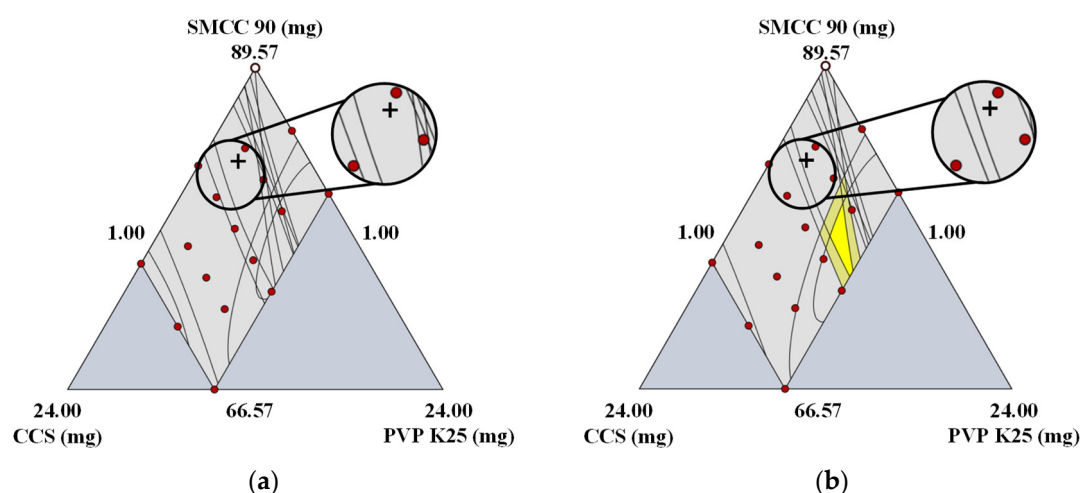 SMCC 90 (mg)
89.57
1.00
1.00
24.00
66.57
24.00
CCS (mg)
PVP K25 (mg)
(a)
SMCC 90 (mg)
89.57
1.00
1.00
24.00
66.57
24.00
CCS (mg)
PVP K25 (mg)
(b)